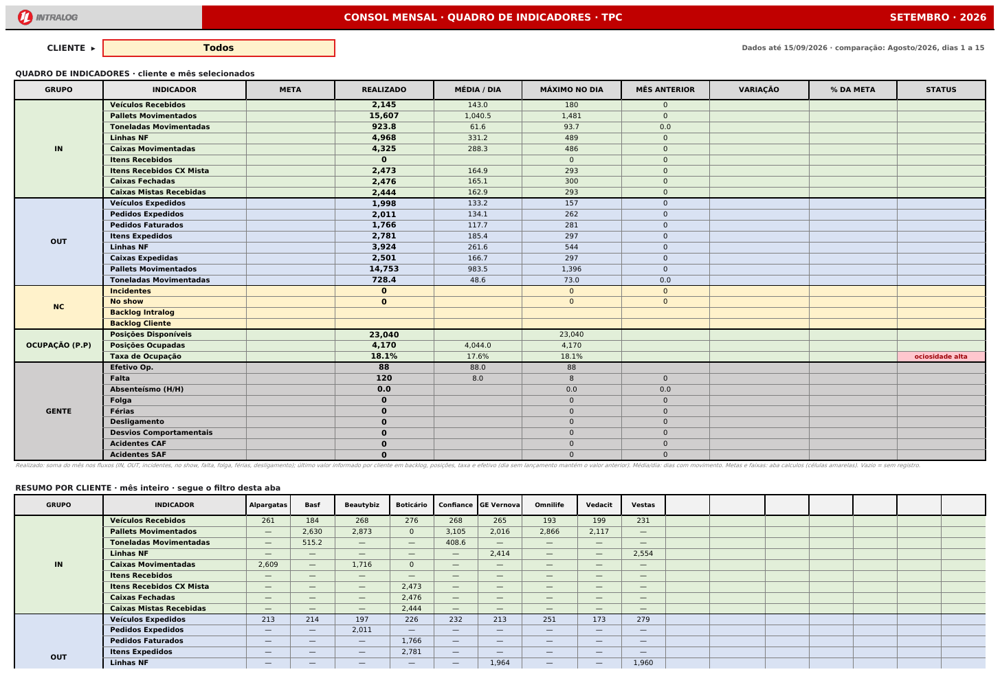 INTRALOG
CONSOL MENSAL · QUADRO DE INDICADORES · TPC
SETEMBRO · 2026
CLIENTE ► Todos
Dados até 15/09/2026 · comparação: Agosto/2026, dias 1 a 15
QUADRO DE INDICADORES · cliente e mês selecionados
GRUPO INDICADOR META REALIZADO MÉDIA / DIA MÁXIMO NO DIA MÊS ANTERIOR VARIAÇÃO % DA META STATUS
IN
Veículos Recebidos 2,145 143.0 180 0
Pallets Movimentados 15,607 1,040.5 1,481 0
Toneladas Movimentadas 923.8 61.6 93.7 0.0
Linhas NF 4,968 331.2 489 0
Caixas Movimentadas 4,325 288.3 486 0
Itens Recebidos 0 0 0
Itens Recebidos CX Mista 2,473 164.9 293 0
Caixas Fechadas 2,476 165.1 300 0
Caixas Mistas Recebidas 2,444 162.9 293 0
OUT
Veículos Expedidos 1,998 133.2 157 0
Pedidos Expedidos 2,011 134.1 262 0
Pedidos Faturados 1,766 117.7 281 0
Itens Expedidos 2,781 185.4 297 0
Linhas NF 3,924 261.6 544 0
Caixas Expedidas 2,501 166.7 297 0
Pallets Movimentados 14,753 983.5 1,396 0
Toneladas Movimentadas 728.4 48.6 73.0 0.0
NC
Incidentes 0 0 0
No show 0 0 0
Backlog Intralog
Backlog Cliente
OCUPAÇÃO (P.P)
Posições Disponíveis 23,040 23,040
Posições Ocupadas 4,170 4,044.0 4,170
Taxa de Ocupação 18.1% 17.6% 18.1% ociosidade alta
GENTE
Efetivo Op. 88 88.0 88
Falta 120 8.0 8 0
Absenteísmo (H/H) 0.0 0.0 0.0
Folga 0 0 0
Férias 0 0 0
Desligamento 0 0 0
Desvios Comportamentais 0 0 0
Acidentes CAF 0 0 0
Acidentes SAF 0 0 0
Realizado: soma do mês nos fluxos (IN, OUT, incidentes, no show, falta, folga, férias, desligamento); último valor informado por cliente em backlog, posições, taxa e efetivo (dia sem lançamento mantém o valor anterior). Média/dia: dias com movimento. Metas e faixas: aba calculos (células amarelas). Vazio = sem registro.
RESUMO POR CLIENTE · mês inteiro · segue o filtro desta aba
GRUPO INDICADOR Alpargatas Basf Beautybiz Boticário Confiance GE Vernova Omnilife Vedacit Vestas
IN
Veículos Recebidos 261 184 268 276 268 265 193 199 231
Pallets Movimentados — 2,630 2,873 0 3,105 2,016 2,866 2,117 —
Toneladas Movimentadas — 515.2 — — 408.6 — — — —
Linhas NF — — — — — 2,414 — — 2,554
Caixas Movimentadas 2,609 — 1,716 0 — — — — —
Itens Recebidos — — — — — — — — —
Itens Recebidos CX Mista — — — 2,473 — — — — —
Caixas Fechadas — — — 2,476 — — — — —
Caixas Mistas Recebidas — — — 2,444 — — — — —
OUT
Veículos Expedidos 213 214 197 226 232 213 251 173 279
Pedidos Expedidos — — 2,011 — — — — — —
Pedidos Faturados — — — 1,766 — — — — —
Itens Expedidos — — — 2,781 — — — — —
Linhas NF — — — — — 1,964 — — 1,960